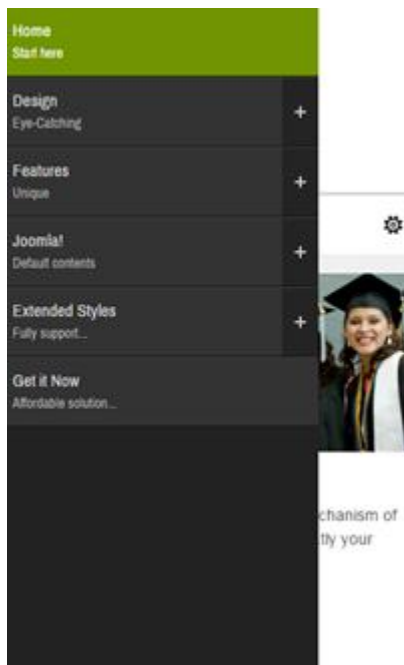 Home
Start here
Design
Eye-Catching
+
Features
Unique
+
Joomla!
Default contents
+
Extended Styles
Fully support...
+
Get it Now
Affordable solution...
chanism of
tly your